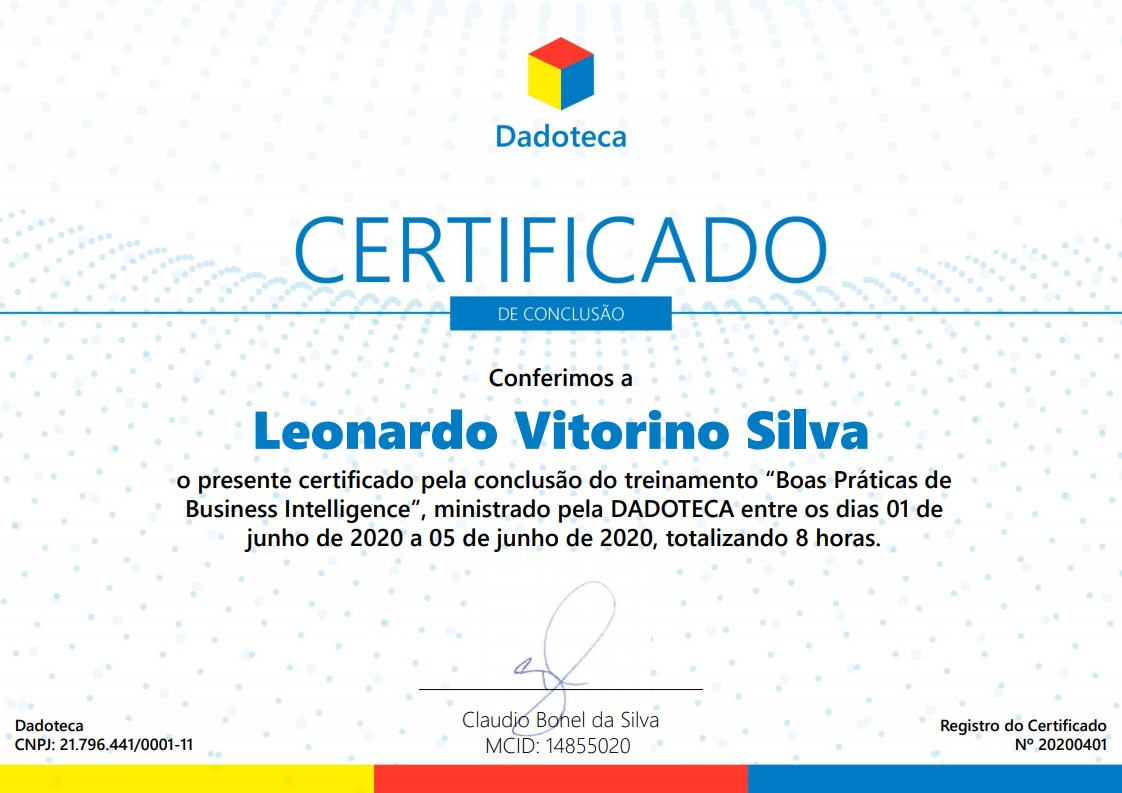 Dadoteca
CERTIFICADO
DE CONCLUSÃO
Conferimos a
Leonardo Vitorino Silva
o presente certificado pela conclusão do treinamento “Boas Práticas de
Business Intelligence”, ministrado pela DADOTECA entre os dias 01 de
junho de 2020 a 05 de junho de 2020, totalizando 8 horas.
Claudio Bonel da Silva
MCID: 14855020
Dadoteca
CNPJ: 21.796.441/0001-11
Registro do Certificado
Nº 20200401